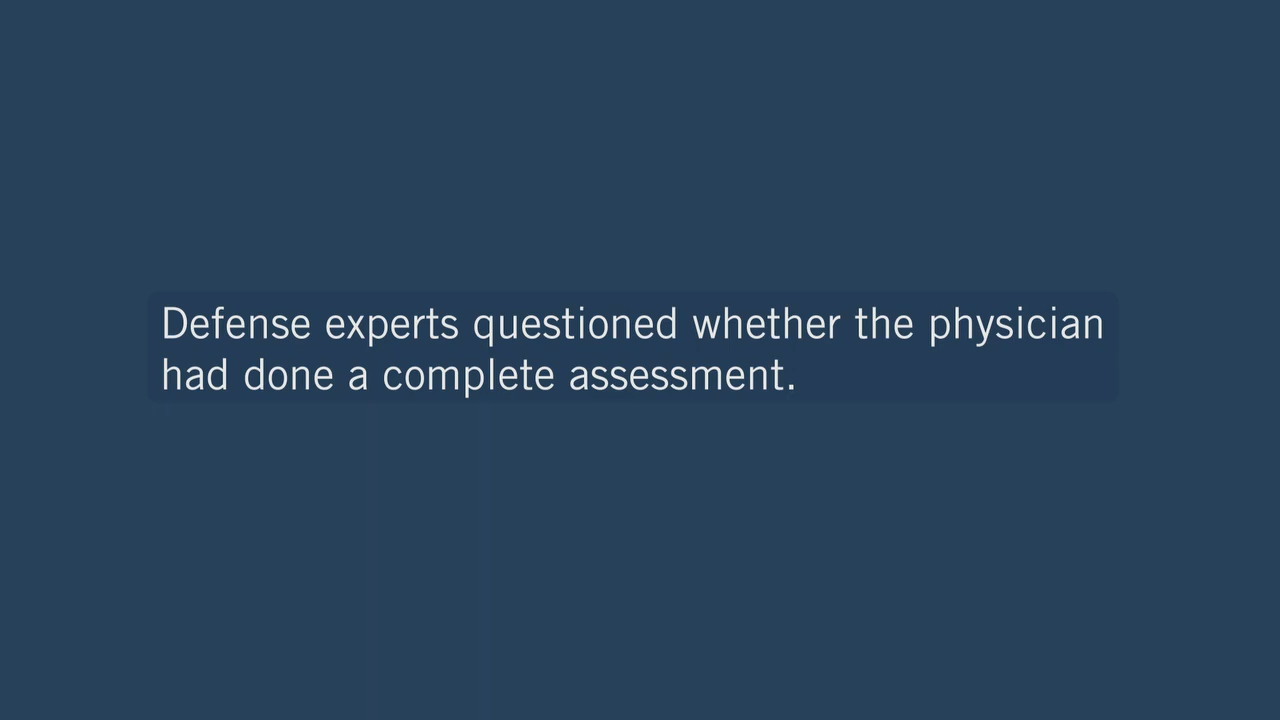 Defense experts questioned whether the physician
had done a complete assessment.